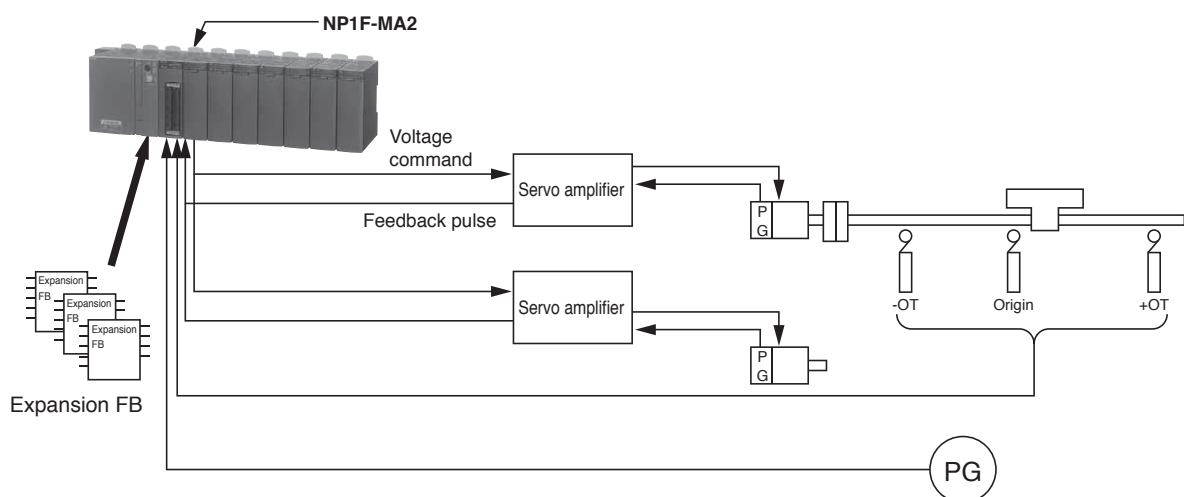 NP1F-MA2
Voltage
command
Servo amplifier
Feedback pulse
P
G
-OT
Origin
+OT
Servo amplifier
P
G
Expansion
FB
Expansion
FB
Expansion
FB
Expansion FB
PG